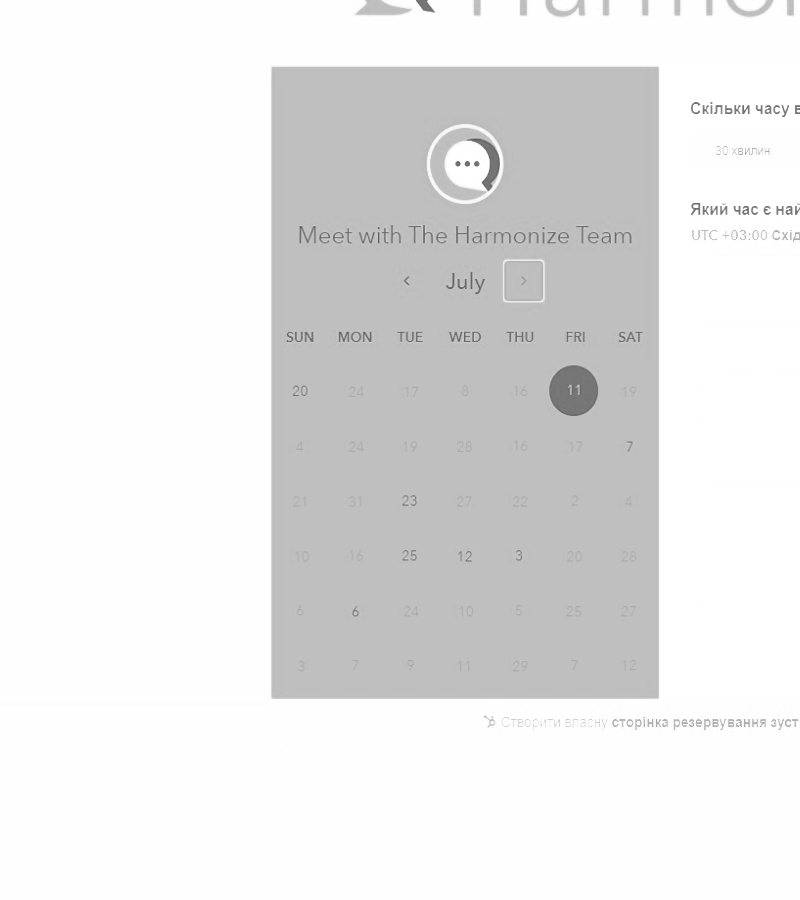 Harmon
Meet with The Harmonize Team
July
SUN MON TUE WED THU FRI SAT
20 24 17 8 16 11 19
4 24 19 28 16 17 7
21 31 23 27 22 2 4
10 16 25 12 3 20 28
6 6 24 10 5 25 27
3 7 9 11 29 7 12
Скільки часу в
30 хвилин
Який час є най
UTC +03:00 Схід
Створити власну сторінка резервування зуст